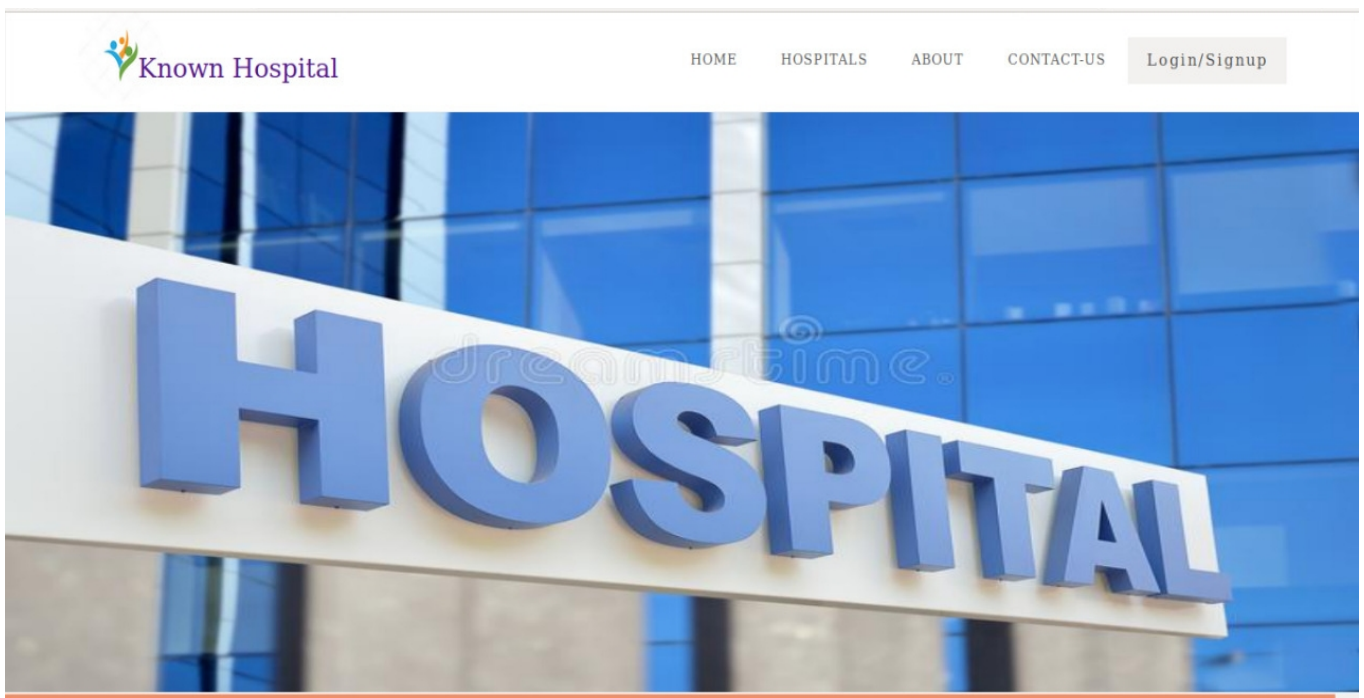 Known Hospital
HOME HOSPITALS ABOUT CONTACT-US Login/Signup
dreamstime.
HOSPITAL